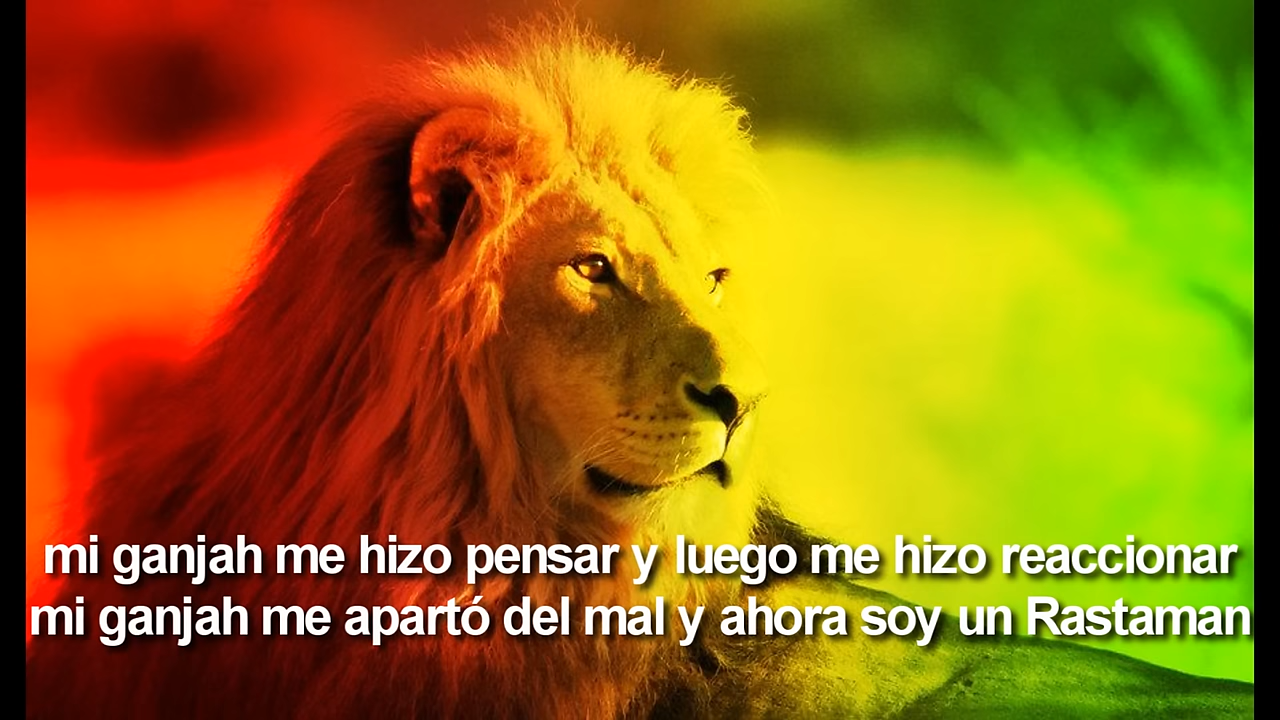 mi ganjah me hizo pensar y luego me hizo reaccionar
mi ganjah me apartó del mal y ahora soy un Rastaman